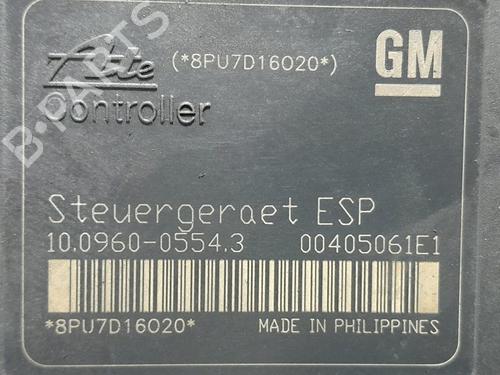 Ate (*8PU7D16020*) GM
Controller
B-PARTS
Steuergeraet ESP
10.0960-0554.3 00405061E1
*8PU7D16020* MADE IN PHILIPPINES